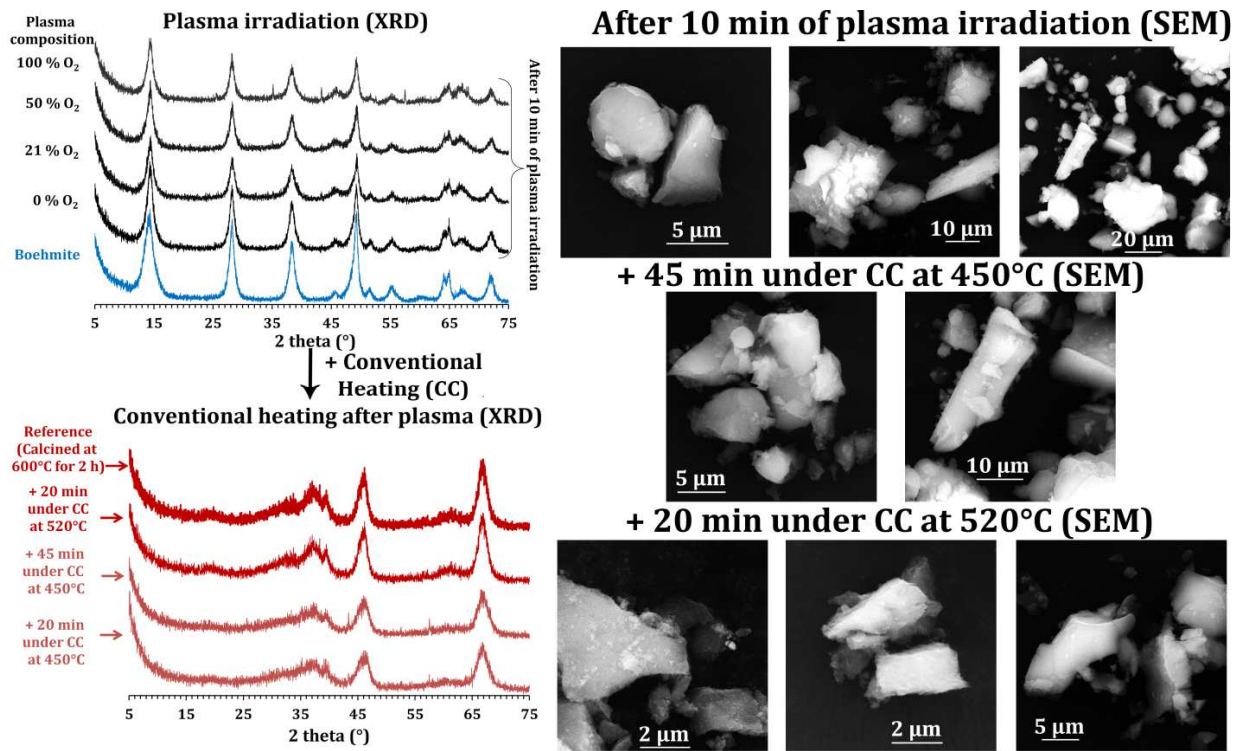 Plasma irradiation (XRD)
Plasma
composition
100 % O₂
50 % O₂
21 % O₂
0 % O₂
Boehmite
After 10 min of plasma irradiation
5 15 25 35 45 55 65 75
2 theta (°)
+ Conventional
Heating (CC)
Conventional heating after plasma (XRD)
Reference
(Calcined at
600°C for 2 h)
+ 20 min
under CC
at 520°C
+ 45 min
under CC
at 450°C
+ 20 min
under CC
at 450°C
5 15 25 35 45 55 65 75
2 theta (°)
After 10 min of plasma irradiation (SEM)
5 µm
10 µm
20 µm
+ 45 min under CC at 450°C (SEM)
5 µm
10 µm
+ 20 min under CC at 520°C (SEM)
2 µm
2 µm
5 µm